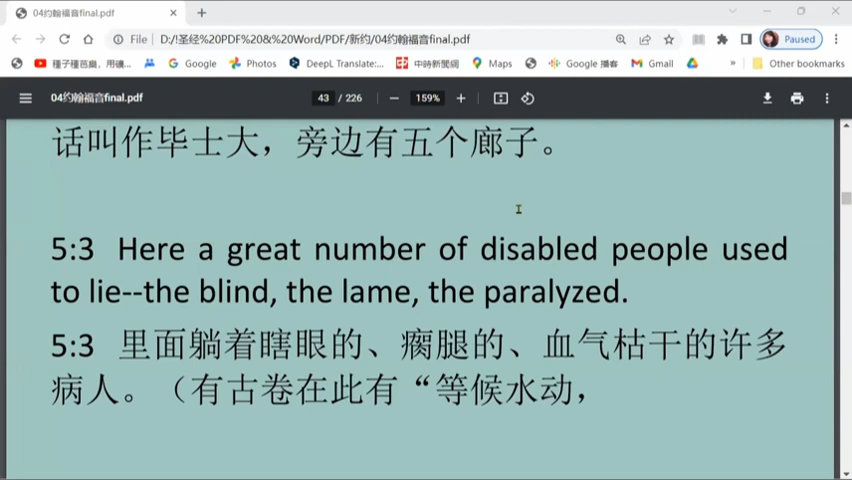 04约翰福音final.pdf
File D:/!圣经%20PDF%20&%20Word/PDF/新约/04约翰福音final.pdf
Paused
Google
Photos
DeepL Translate:...
中時新聞網
Maps
Google 播客
Gmail
»
Other bookmarks
04约翰福音final.pdf
43 / 226
159%
话叫作毕士大，旁边有五个廊子。
5:3 Here a great number of disabled people used
to lie--the blind, the lame, the paralyzed.
5:3 里面躺着瞎眼的、瘸腿的、血气枯干的许多
病人。（有古卷在此有“等候水动，